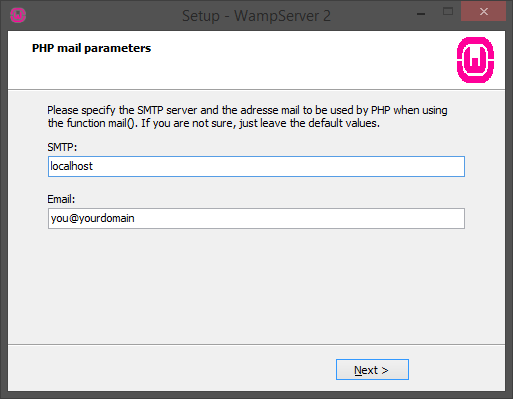 Setup - WampServer 2
PHP mail parameters
Please specify the SMTP server and the adresse mail to be used by PHP when using
the function mail(). If you are not sure, just leave the default values.
SMTP:
localhost
Email:
you@yourdomain
Next >